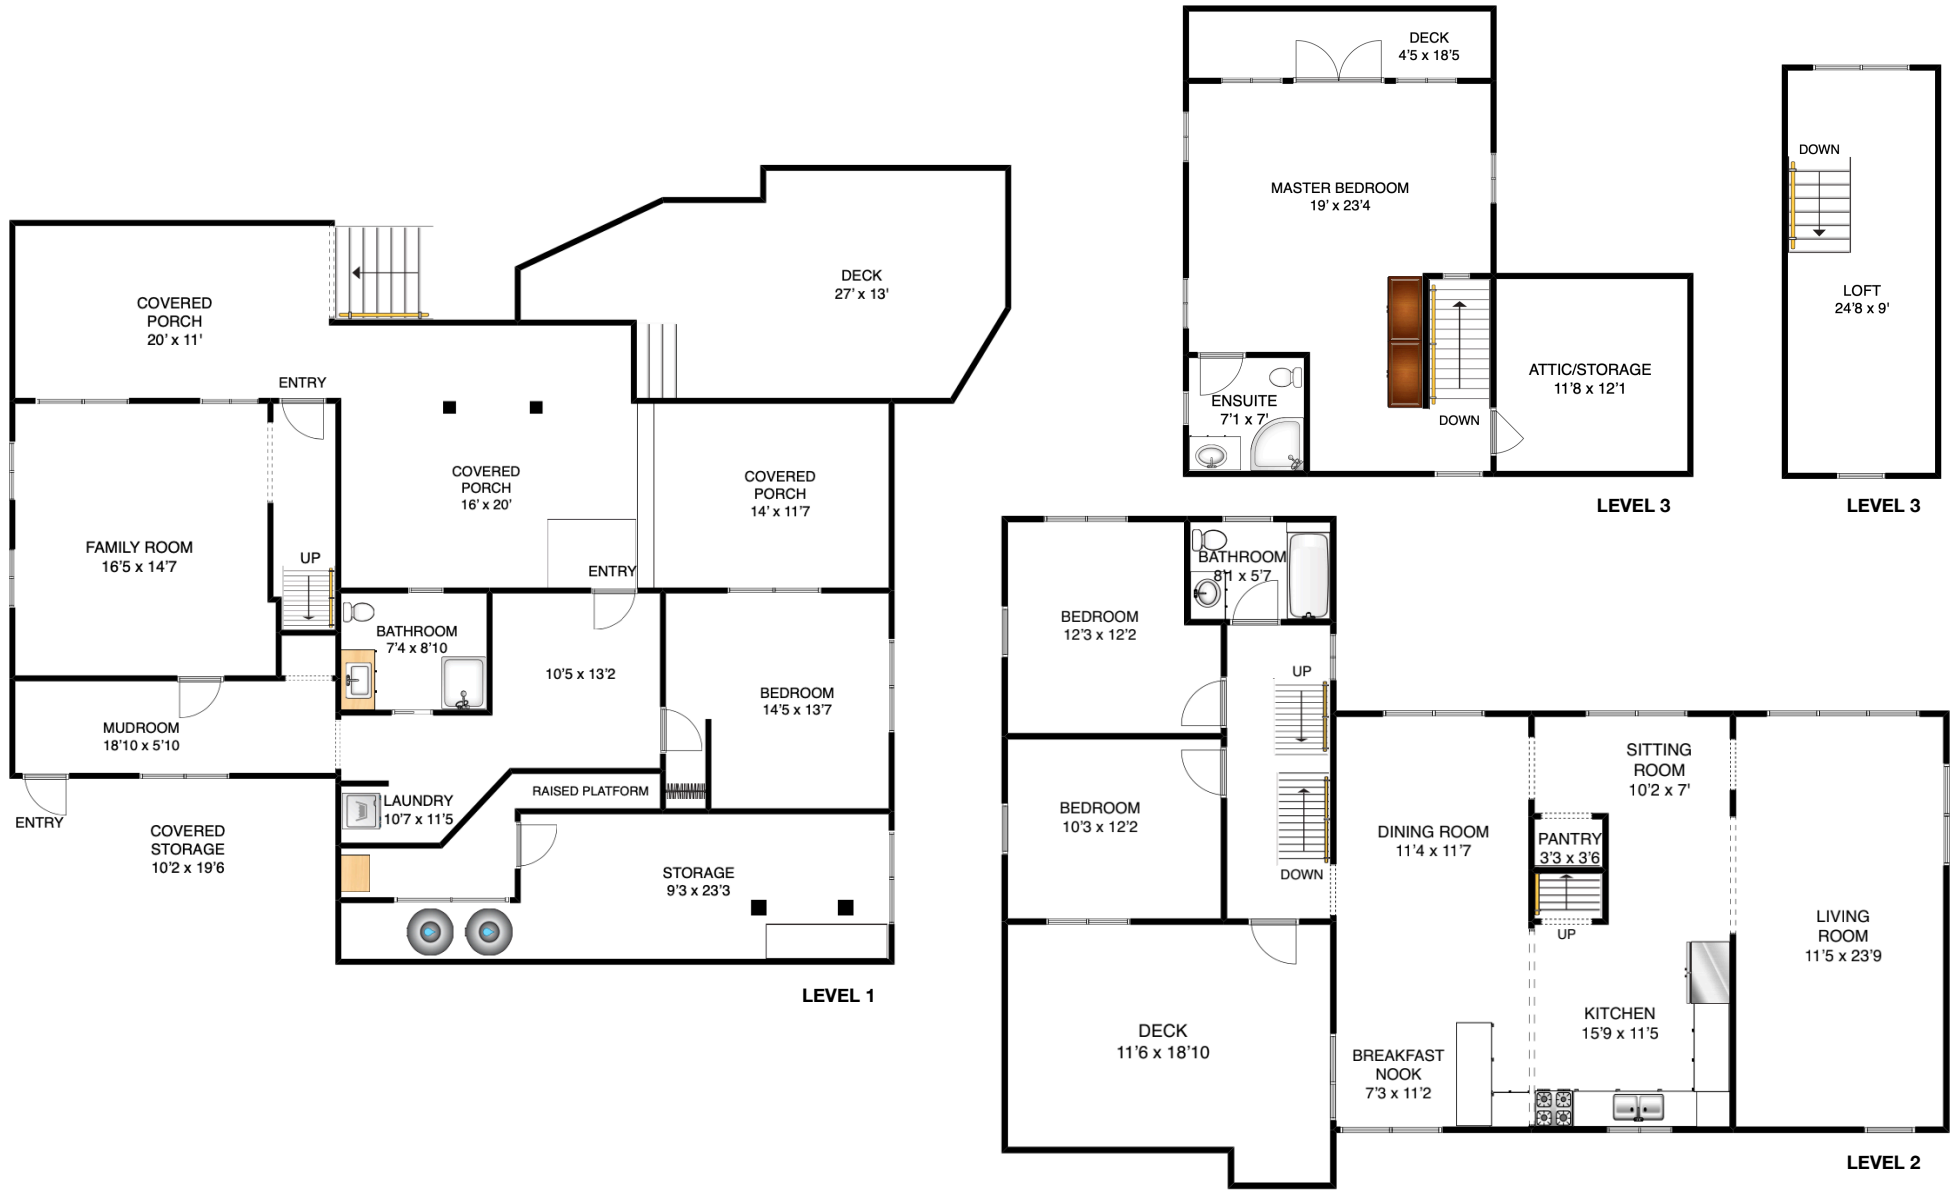 COVERED
PORCH
20' x 11'
ENTRY
FAMILY ROOM
16'5 x 14'7
UP
MUDROOM
18'10 x 5'10
ENTRY
COVERED
STORAGE
10'2 x 19'6
DECK
27' x 13'
COVERED
PORCH
16' x 20'
ENTRY
COVERED
PORCH
14' x 11'7
BATHROOM
7'4 x 8'10
10'5 x 13'2
BEDROOM
14'5 x 13'7
LAUNDRY
10'7 x 11'5
RAISED PLATFORM
STORAGE
9'3 x 23'3
LEVEL 1
DECK
4'5 x 18'5
MASTER BEDROOM
19' x 23'4
ENSUITE
7'1 x 7'
DOWN
ATTIC/STORAGE
11'8 x 12'1
LEVEL 3
DOWN
LOFT
24'8 x 9'
LEVEL 3
BATHROOM
8'1 x 5'7
BEDROOM
12'3 x 12'2
UP
BEDROOM
10'3 x 12'2
DOWN
DECK
11'6 x 18'10
DINING ROOM
11'4 x 11'7
BREAKFAST
NOOK
7'3 x 11'2
SITTING
ROOM
10'2 x 7'
PANTRY
3'3 x 3'6
UP
KITCHEN
15'9 x 11'5
LIVING
ROOM
11'5 x 23'9
LEVEL 2